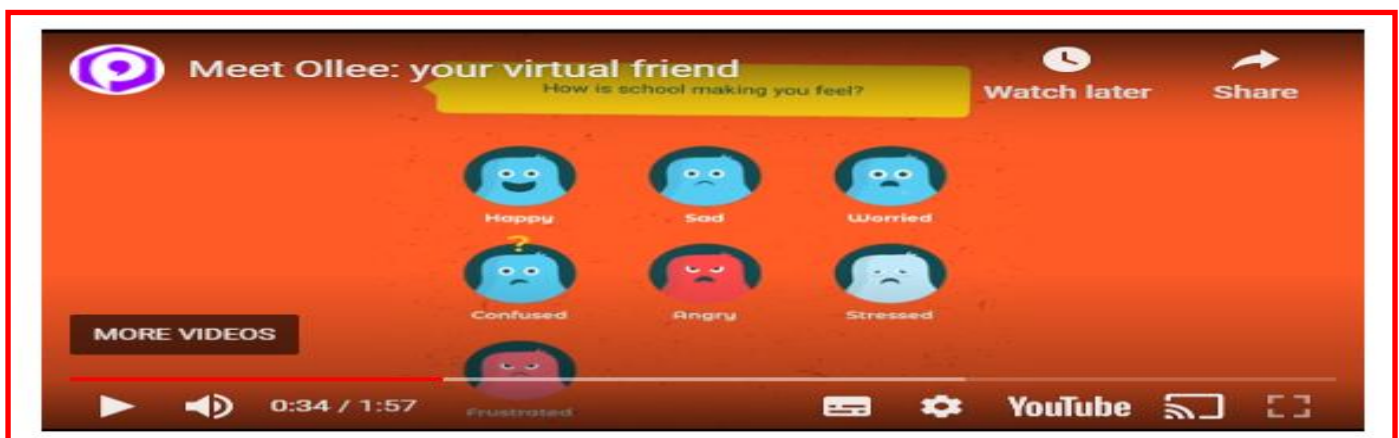 Meet Ollee: your virtual friend
How is school making you feel?
Watch later Share
Happy Sad Worried
?
Confused Angry Stressed
MORE VIDEOS
Frustrated
0:34 / 1:57
YouTube